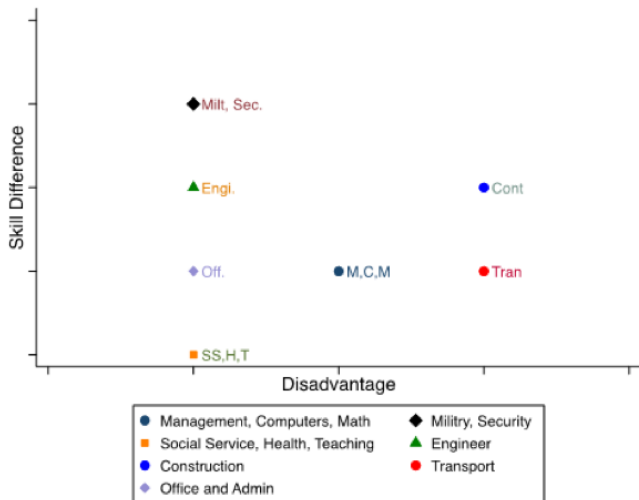 Skill Difference
Milt, Sec.
Engi.
Cont
Off.
M,C,M
Tran
SS,H,T
Disadvantage
Management, Computers, Math
Militry, Security
Social Service, Health, Teaching
Engineer
Construction
Transport
Office and Admin